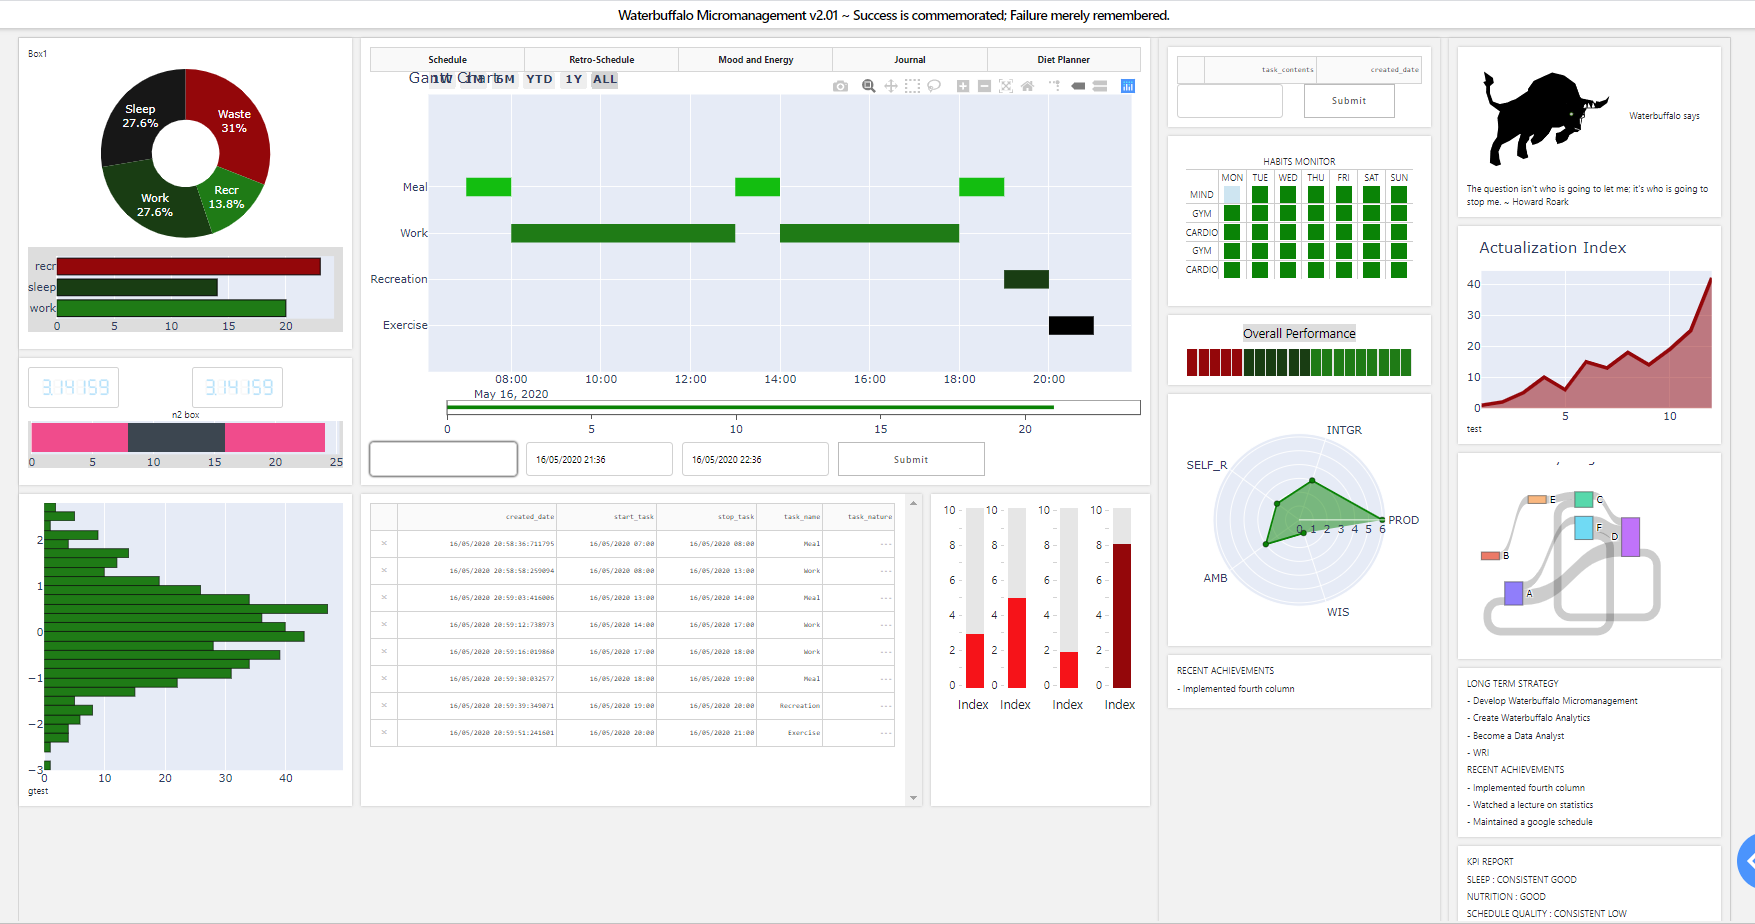 Waterbuffalo Micromanagement v2.01 ~ Success is commemorated; Failure merely remembered.
Box1
Sleep
27.6%
Waste
31%
Work
27.6%
Recr
13.8%
recr
sleep
work
0 5 10 15 20
3.14159 3.14159
n2 box
0 5 10 15 20 25
2
1
0
−1
−2
−3
0 10 20 30 40
gtest
Schedule Retro-Schedule Mood and Energy Journal Diet Planner
Gantt Chart
1W 1M 6M YTD 1Y ALL
Meal
Work
Recreation
Exercise
08:00 10:00 12:00 14:00 16:00 18:00 20:00
May 16, 2020
0 5 10 15 20
16/05/2020 21:36 16/05/2020 22:36 Submit
created_date start_task stop_task task_name task_nature
× 16/05/2020 20:58:36:711795 16/05/2020 07:00 16/05/2020 08:00 Meal ---
× 16/05/2020 20:58:58:259094 16/05/2020 08:00 16/05/2020 13:00 Work ---
× 16/05/2020 20:59:03:416006 16/05/2020 13:00 16/05/2020 14:00 Meal ---
× 16/05/2020 20:59:12:738973 16/05/2020 14:00 16/05/2020 17:00 Work ---
× 16/05/2020 20:59:16:019860 16/05/2020 17:00 16/05/2020 18:00 Work ---
× 16/05/2020 20:59:30:032577 16/05/2020 18:00 16/05/2020 19:00 Meal ---
× 16/05/2020 20:59:39:349071 16/05/2020 19:00 16/05/2020 20:00 Recreation ---
× 16/05/2020 20:59:51:241601 16/05/2020 20:00 16/05/2020 21:00 Exercise ---
10 10 10 10
8 8 8 8
6 6 6 6
4 4 4 4
2 2 2 2
0 0 0 0
Index Index Index Index
task_contents created_date
Submit
HABITS MONITOR
MON TUE WED THU FRI SAT SUN
MIND
GYM
CARDIO
GYM
CARDIO
Overall Performance
INTGR
SELF_R
PROD
0 1 2 3 4 5 6
AMB
WIS
RECENT ACHIEVEMENTS
- Implemented fourth column
Waterbuffalo says
The question isn't who is going to let me; it's who is going to
stop me. ~ Howard Roark
Actualization Index
40
30
20
10
0
5 10
test
E C
F
D
B
A
LONG TERM STRATEGY
- Develop Waterbuffalo Micromanagement
- Create Waterbuffalo Analytics
- Become a Data Analyst
- WRI
RECENT ACHIEVEMENTS
- Implemented fourth column
- Watched a lecture on statistics
- Maintained a google schedule
KPI REPORT
SLEEP : CONSISTENT GOOD
NUTRITION : GOOD
SCHEDULE QUALITY : CONSISTENT LOW